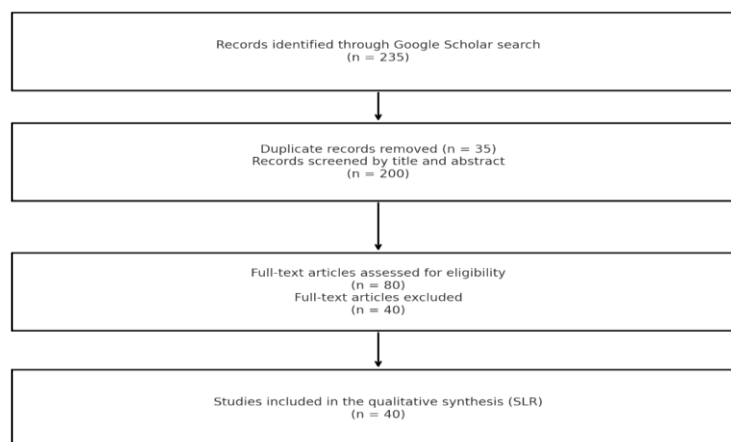 Records identified through Google Scholar search
(n = 235)
Duplicate records removed (n = 35)
Records screened by title and abstract
(n = 200)
Full-text articles assessed for eligibility
(n = 80)
Full-text articles excluded
(n = 40)
Studies included in the qualitative synthesis (SLR)
(n = 40)